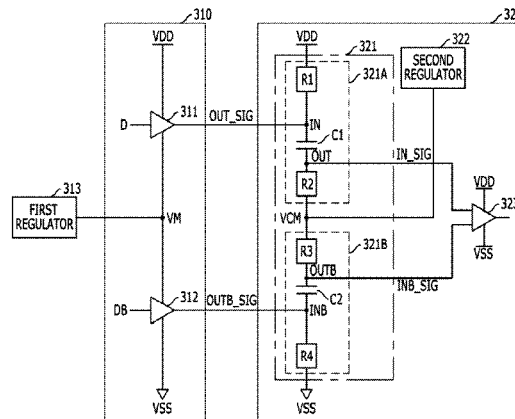 310
32
VDD
VDD
321
322
SECOND
REGULATOR
R1
321A
311
D
OUT_SIG
IN
C1
OUT
IN_SIG
313
FIRST
REGULATOR
VM
R2
VCM
VDD
323
VSS
R3
321B
OUTB
INB_SIG
312
DB
OUTB_SIG
C2
INB
R4
VSS
VSS